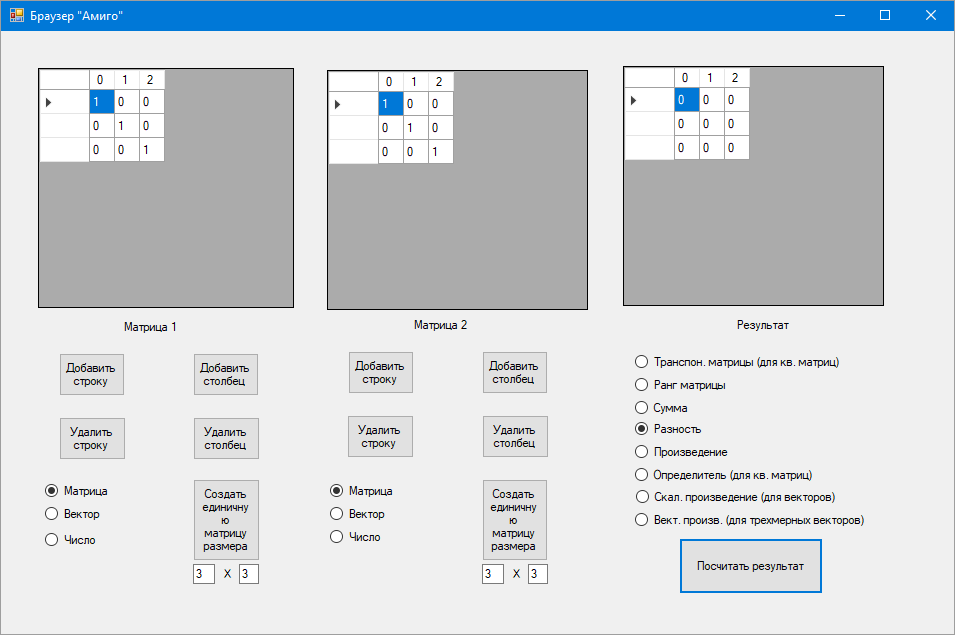 Браузер "Амиго"
0 1 2
1 0 0
0 1 0
0 0 1
Матрица 1
Добавить
строку
Добавить
столбец
Удалить
строку
Удалить
столбец
Матрица
Вектор
Число
Создать
единичну
ю
матрицу
размера
3 X 3
0 1 2
1 0 0
0 1 0
0 0 1
Матрица 2
Добавить
строку
Добавить
столбец
Удалить
строку
Удалить
столбец
Матрица
Вектор
Число
Создать
единичну
ю
матрицу
размера
3 X 3
0 1 2
0 0 0
0 0 0
0 0 0
Результат
Транспон. матрицы (для кв. матриц)
Ранг матрицы
Сумма
Разность
Произведение
Определитель (для кв. матриц)
Скал. произведение (для векторов)
Вект. произв. (для трехмерных векторов)
Посчитать результат